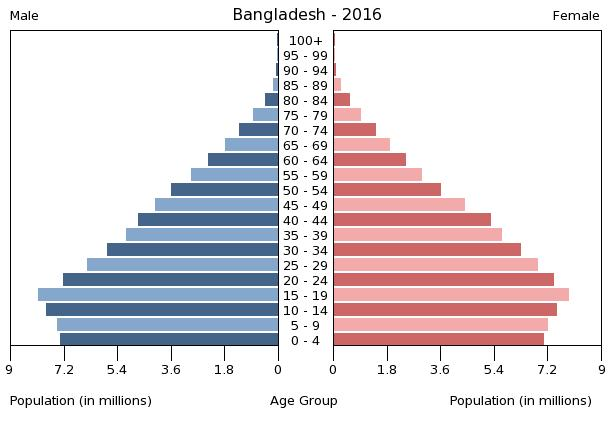 Male Bangladesh - 2016 Female
100+
95 - 99
90 - 94
85 - 89
80 - 84
75 - 79
70 - 74
65 - 69
60 - 64
55 - 59
50 - 54
45 - 49
40 - 44
35 - 39
30 - 34
25 - 29
20 - 24
15 - 19
10 - 14
5 - 9
0 - 4
9 7.2 5.4 3.6 1.8 0 0 1.8 3.6 5.4 7.2 9
Population (in millions) Age Group Population (in millions)